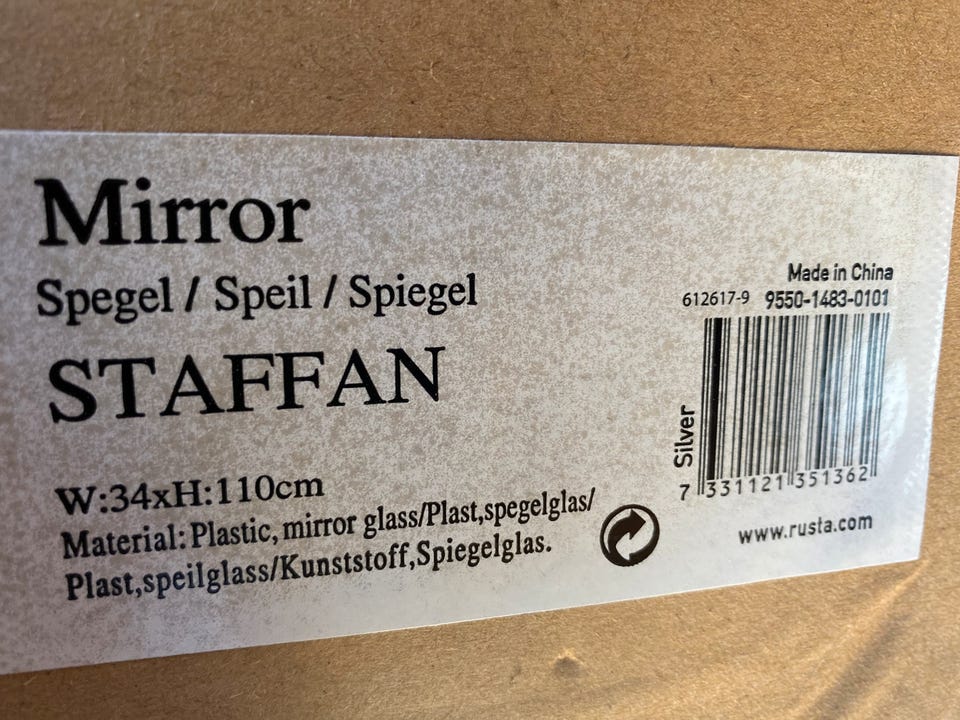 Mirror
Spegel / Speil / Spiegel
STAFFAN
W:34xH:110cm
Material: Plastic, mirror glass/Plast,spegelglas/
Plast,speilglass/Kunststoff,Spiegelglas.
Made in China
612617-9 9550-1483-0101
Silver
7 331121 351362
www.rusta.com